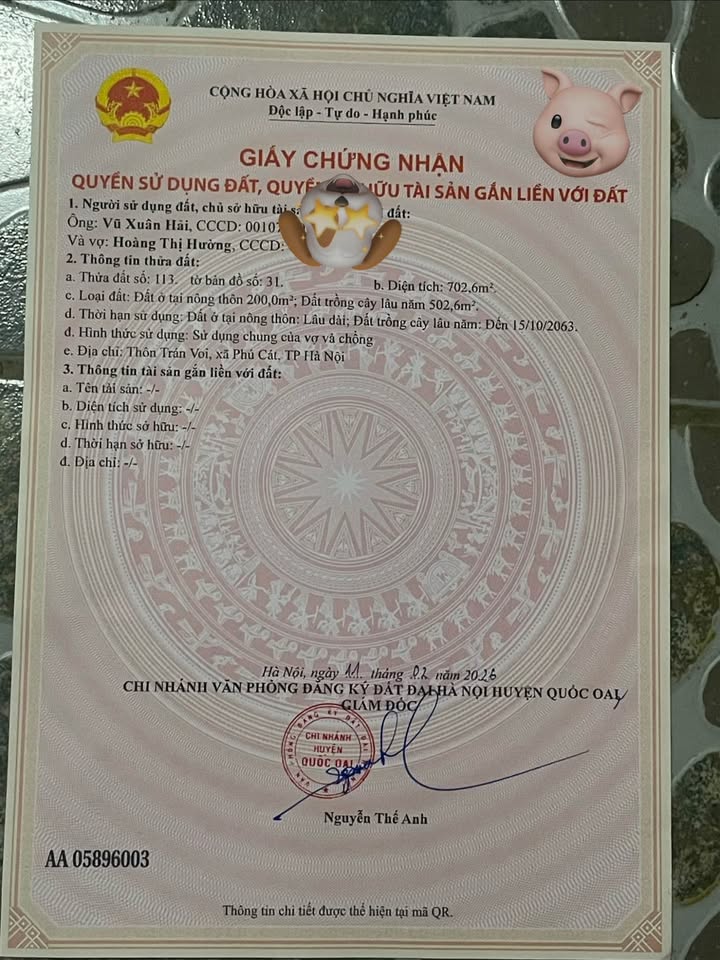 CỘNG HÒA XÃ HỘI CHỦ NGHĨA VIỆT NAM
Độc lập - Tự do - Hạnh phúc
GIẤY CHỨNG NHẬN
QUYỀN SỬ DỤNG ĐẤT, HỮU TÀI SẢN GẮN LIỀN VỚI ĐẤT
1. Người sử dụng đất, chủ sở hữu tài đất:
Ông: Vũ Xuân Hải, CCCD: 0010
Và vợ: Hoàng Thị Hường, CCCD:
2. Thông tin thửa đất:
a. Thửa đất số: 113. tờ bản đồ số: 31. b. Diện tích: 702,6m².
c. Loại đất: Đất ở tại nông thôn 200,0m²; Đất trồng cây lâu năm 502,6m².
d. Thời hạn sử dụng: Đất ở tại nông thôn: Lâu dài; Đất trồng cây lâu năm: Đến 15/10/2063.
đ. Hình thức sử dụng: Sử dụng chung của vợ và chồng
e. Địa chỉ: Thôn Trán Voi, xã Phú Cát, TP Hà Nội
3. Thông tin tài sản gắn liền với đất:
a. Tên tài sản: -/-
b. Diện tích sử dụng: -/-
c. Hình thức sở hữu: -/-
d. Thời hạn sở hữu: -/-
đ. Địa chỉ: -/-
Hà Nội, ngày 11 tháng 02 năm 2026
CHI NHÁNH VĂN PHÒNG ĐĂNG KÝ ĐẤT ĐAI HÀ NỘI HUYỆN QUỐC OAI
GIÁM ĐỐC
CHI NHÁNH
HUYỆN
QUỐC OAI
Nguyễn Thế Anh
AA 05896003
Thông tin chi tiết được thể hiện tại mã QR.